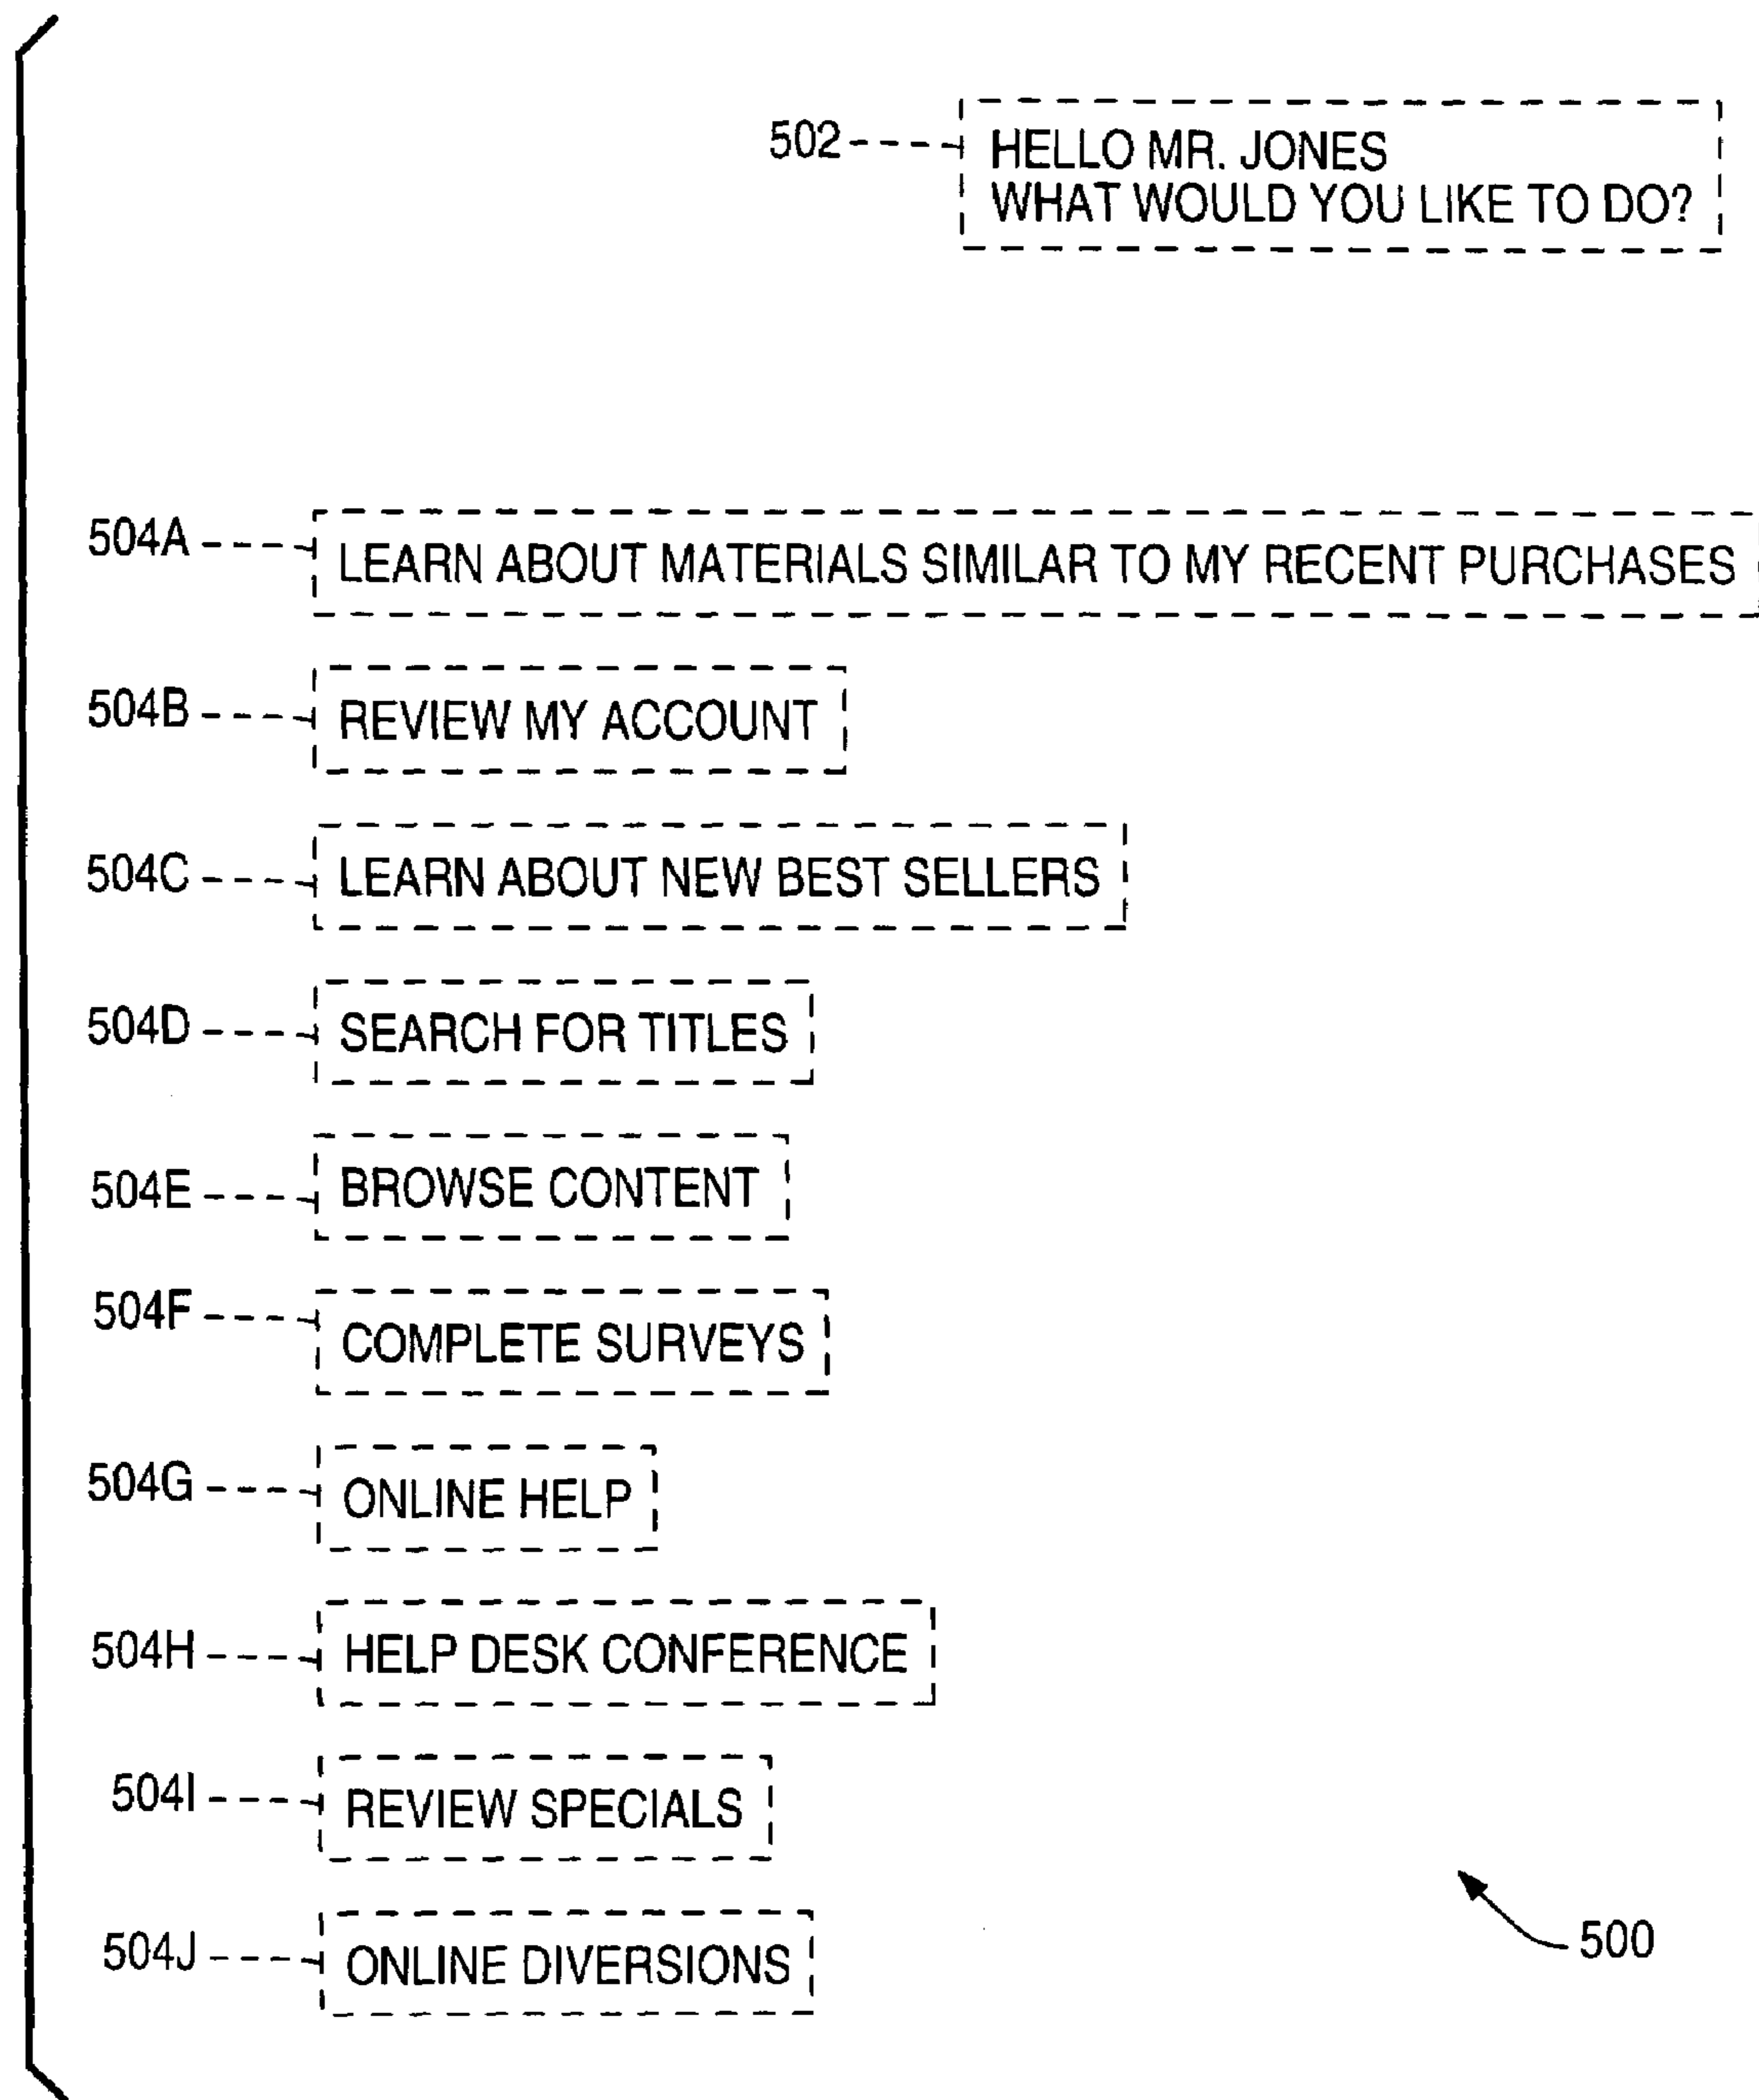 502 HELLO MR. JONES
WHAT WOULD YOU LIKE TO DO?
504A LEARN ABOUT MATERIALS SIMILAR TO MY RECENT PURCHASES
504B REVIEW MY ACCOUNT
504C LEARN ABOUT NEW BEST SELLERS
504D SEARCH FOR TITLES
504E BROWSE CONTENT
504F COMPLETE SURVEYS
504G ONLINE HELP
504H HELP DESK CONFERENCE
504I REVIEW SPECIALS
504J ONLINE DIVERSIONS
500